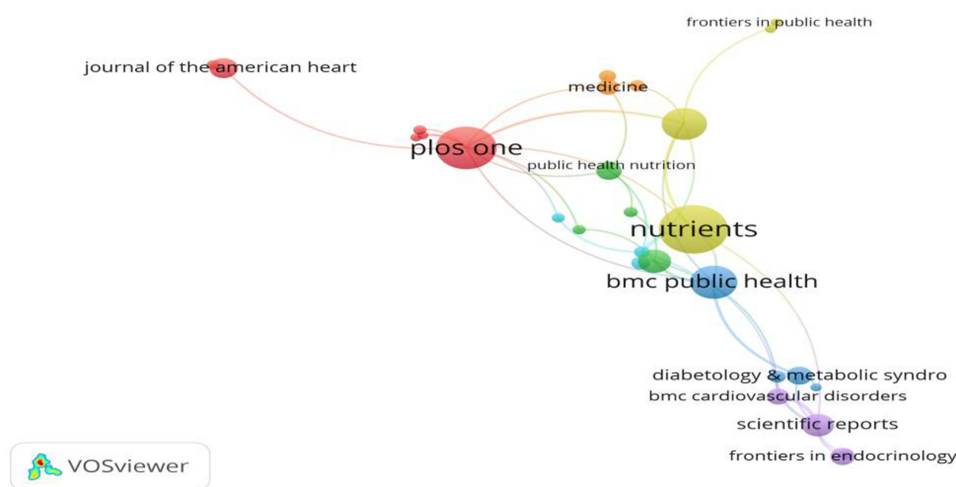 frontiers in public health
journal of the american heart
medicine
plos one
public health nutrition
nutrients
bmc public health
diabetology & metabolic syndro
bmc cardiovascular disorders
scientific reports
frontiers in endocrinology
VOSviewer